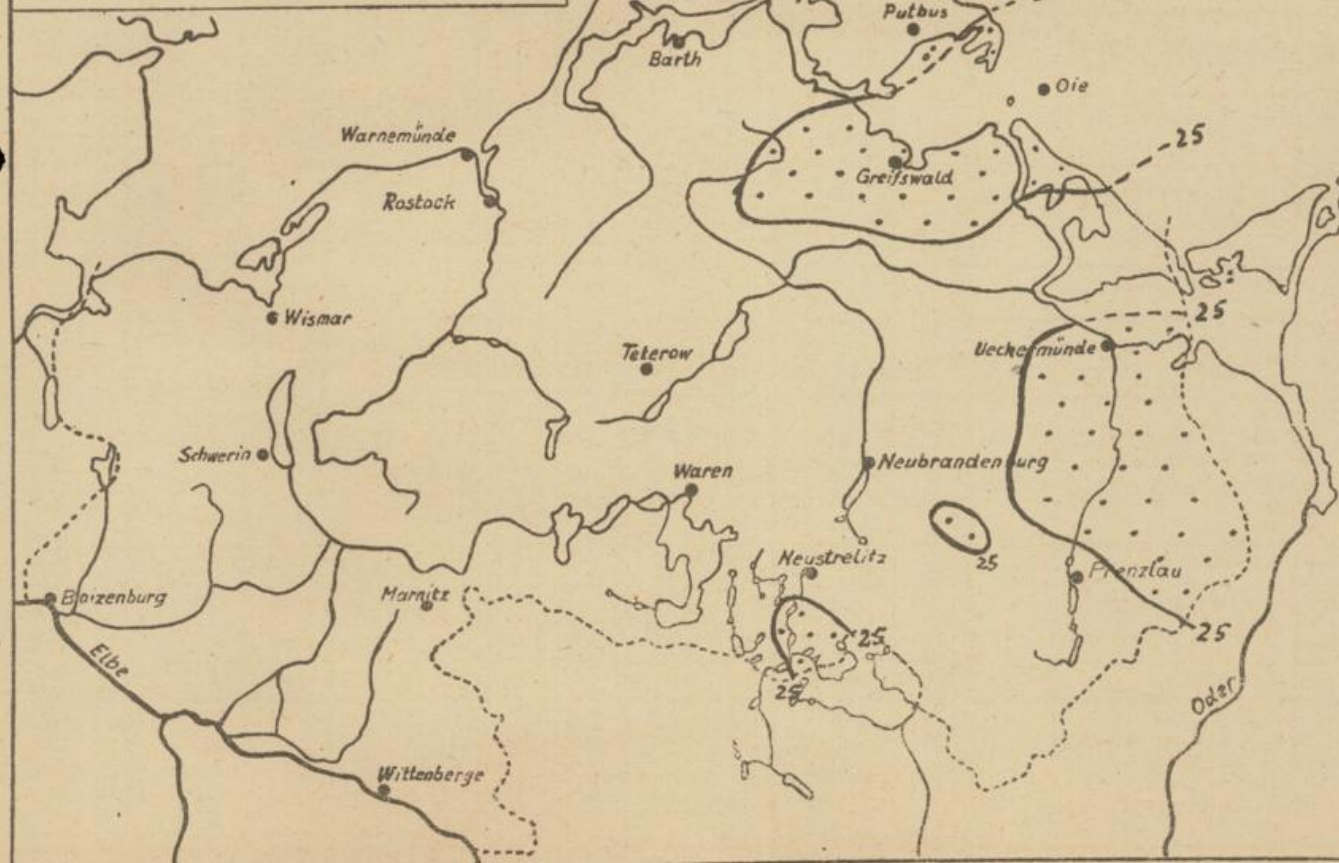 Putbus
Barth
Oie
Warnemünde
25
Greifswald
Rostock
25
Wismar
Ueckermünde
Teterow
Schwerin
Neubrandenburg
Waren
25
Neustrelitz
Prenzlau
Boizenburg
Marnitz
25
25
Elbe
25
Oder
Wittenberge